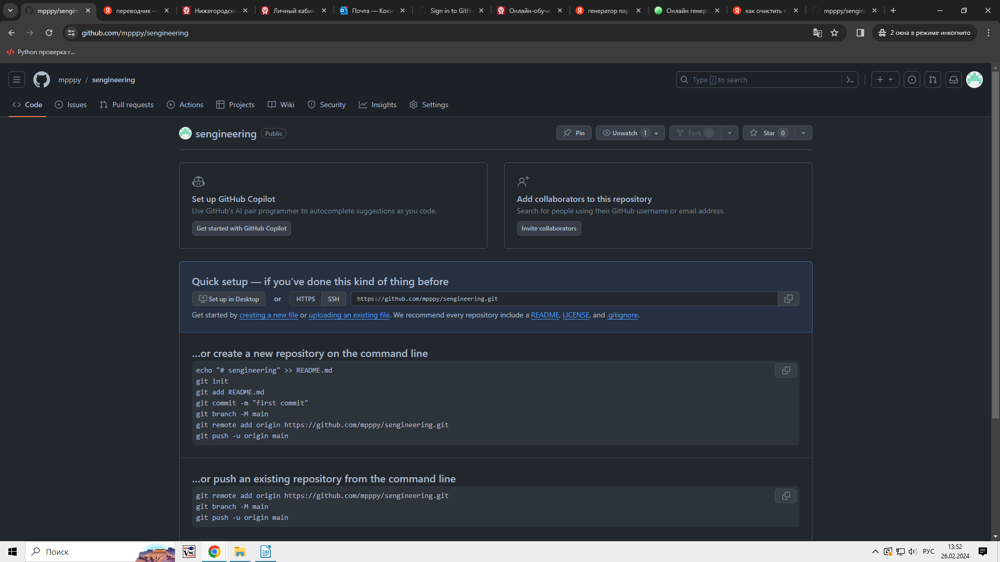 mpppy/sengine
переводчик —
Нижегородски
Личный кабин
Почта — Коки
Sign in to GitH
Онлайн-обуче
генератор пар
Онлайн генера
как очистить п
mpppy/sengine
github.com/mpppy/sengineering
2 окна в режиме инкогнито
Python проверка г...
mpppy / sengineering
Type / to search
Code
Issues
Pull requests
Actions
Projects
Wiki
Security
Insights
Settings
sengineering Public
Pin
Unwatch 1
Fork 0
Star 0
Set up GitHub Copilot
Use GitHub's AI pair programmer to autocomplete suggestions as you code.
Get started with GitHub Copilot
Add collaborators to this repository
Search for people using their GitHub username or email address.
Invite collaborators
Quick setup — if you’ve done this kind of thing before
Set up in Desktop or HTTPS SSH https://github.com/mpppy/sengineering.git
Get started by creating a new file or uploading an existing file. We recommend every repository include a README, LICENSE, and .gitignore.
…or create a new repository on the command line
echo "# sengineering" >> README.md
git init
git add README.md
git commit -m "first commit"
git branch -M main
git remote add origin https://github.com/mpppy/sengineering.git
git push -u origin main
…or push an existing repository from the command line
git remote add origin https://github.com/mpppy/sengineering.git
git branch -M main
git push -u origin main
Поиск
VNC
РУС
13:52
26.02.2024